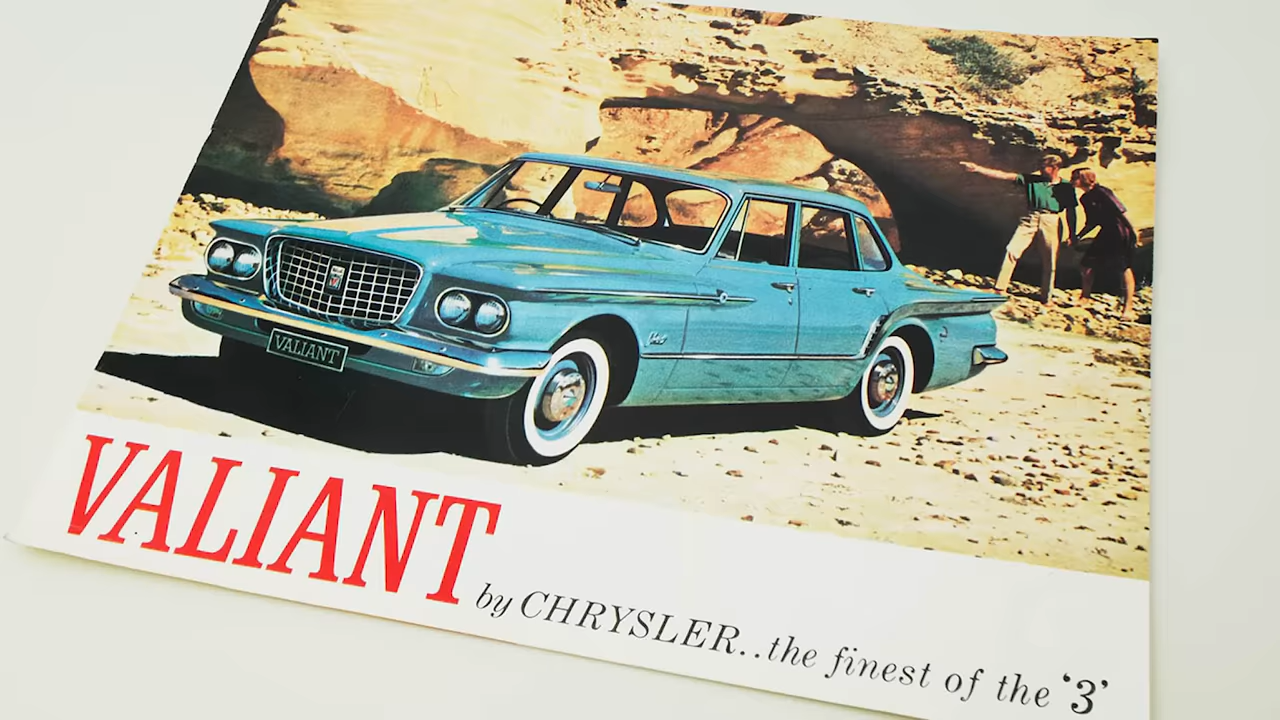 VALIANT
VALIANT
by CHRYSLER..the finest of the '3'